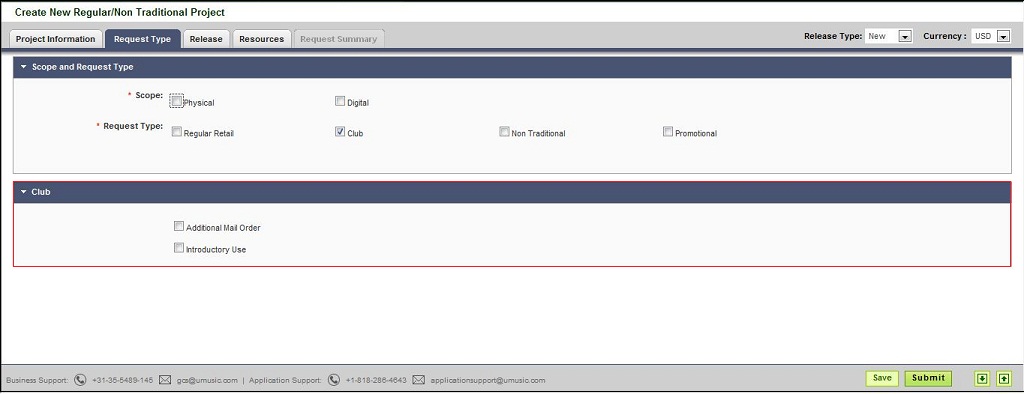 Create New Regular/Non Traditional Project
Project Information Request Type Release Resources Request Summary Release Type: New Currency : USD
Scope and Request Type
* Scope: Physical Digital
* Request Type: Regular Retail Club Non Traditional Promotional
Club
Additional Mail Order
Introductory Use
Business Support: +31-35-5489-146 gcs@umusic.com | Application Support: +1-818-286-4643 applicationsupport@umusic.com Save Submit